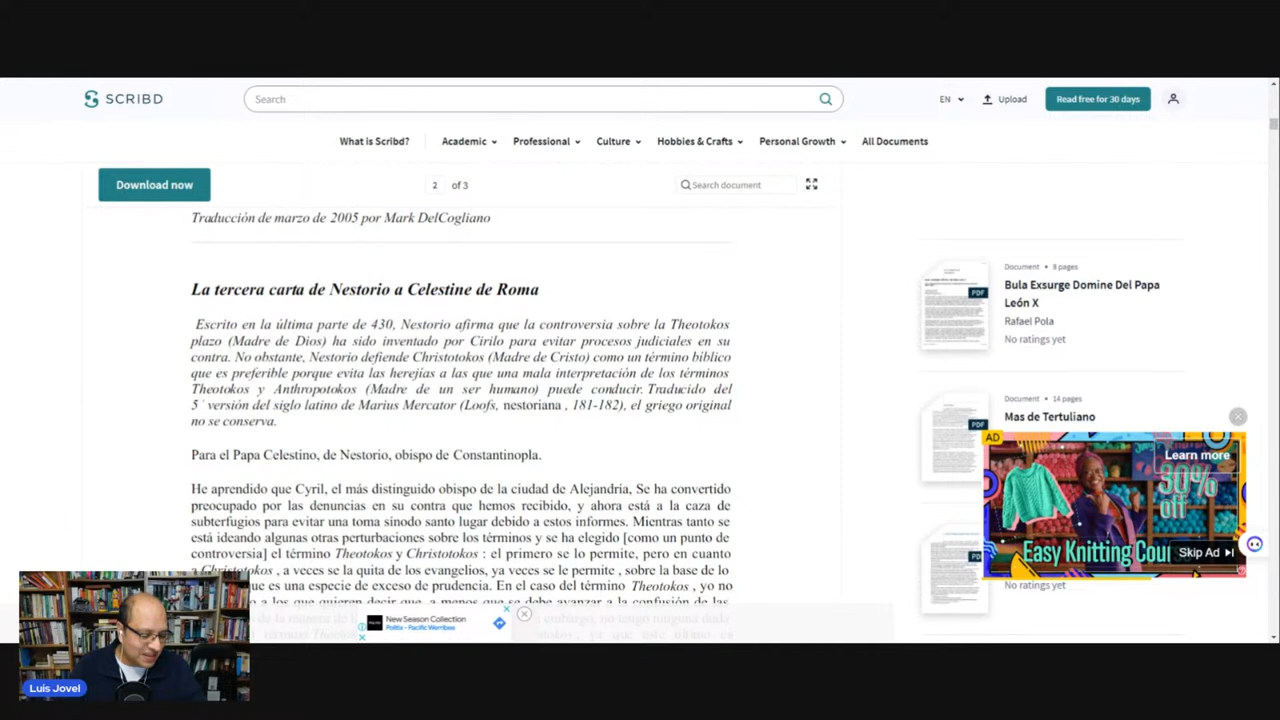 SCRIBD
Search
EN
Upload
Read free for 30 days
What is Scribd?
Academic
Professional
Culture
Hobbies & Crafts
Personal Growth
All Documents
Download now
2 of 3
Search document
Traducción de marzo de 2005 por Mark DelCogliano
La tercera carta de Nestorio a Celestine de Roma
Escrito en la última parte de 430, Nestorio afirma que la controversia sobre la Theotokos
plazo (Madre de Dios) ha sido inventado por Cirilo para evitar procesos judiciales en su
contra. No obstante, Nestorio defiende Christotokos (Madre de Cristo) como un término bíblico
que es preferible porque evita las herejías a las que una mala interpretación de los términos
Theotokos y Anthropotokos (Madre de un ser humano) puede conducir. Traducido del
5 ª versión del siglo latino de Marius Mercator (Loofs, nestoriana , 181-182), el griego original
no se conserva.
Para el Papa Celestino, de Nestorio, obispo de Constantinopla.
He aprendido que Cyril, el más distinguido obispo de la ciudad de Alejandría, Se ha convertido
preocupado por las denuncias en su contra que hemos recibido, y ahora está a la caza de
subterfugios para evitar una toma sínodo santo lugar debido a estos informes. Mientras tanto se
está ideando algunas otras perturbaciones sobre los términos y se ha elegido [como un punto de
controversia] el término Theotokos y Christotokos : el primero se lo permite, pero en cuanto
a Christotokos, a veces se la quita de los evangelios, ya veces se le permite , sobre la base de lo
una especie de exceso de prudencia. En el caso del término Theotokos , yo no
los que quieren decir que, a menos que se debe avanzar a la confusión de las
Document • 8 pages
PDF
Bula Exsurge Domine Del Papa
León X
Rafael Pola
No ratings yet
Document • 14 pages
PDF
Mas de Tertuliano
AD
Learn more
30%
off
Easy Knitting Cou
Skip Ad
No ratings yet
New Season Collection
Politix - Pacific Werribee
Luis Jovel